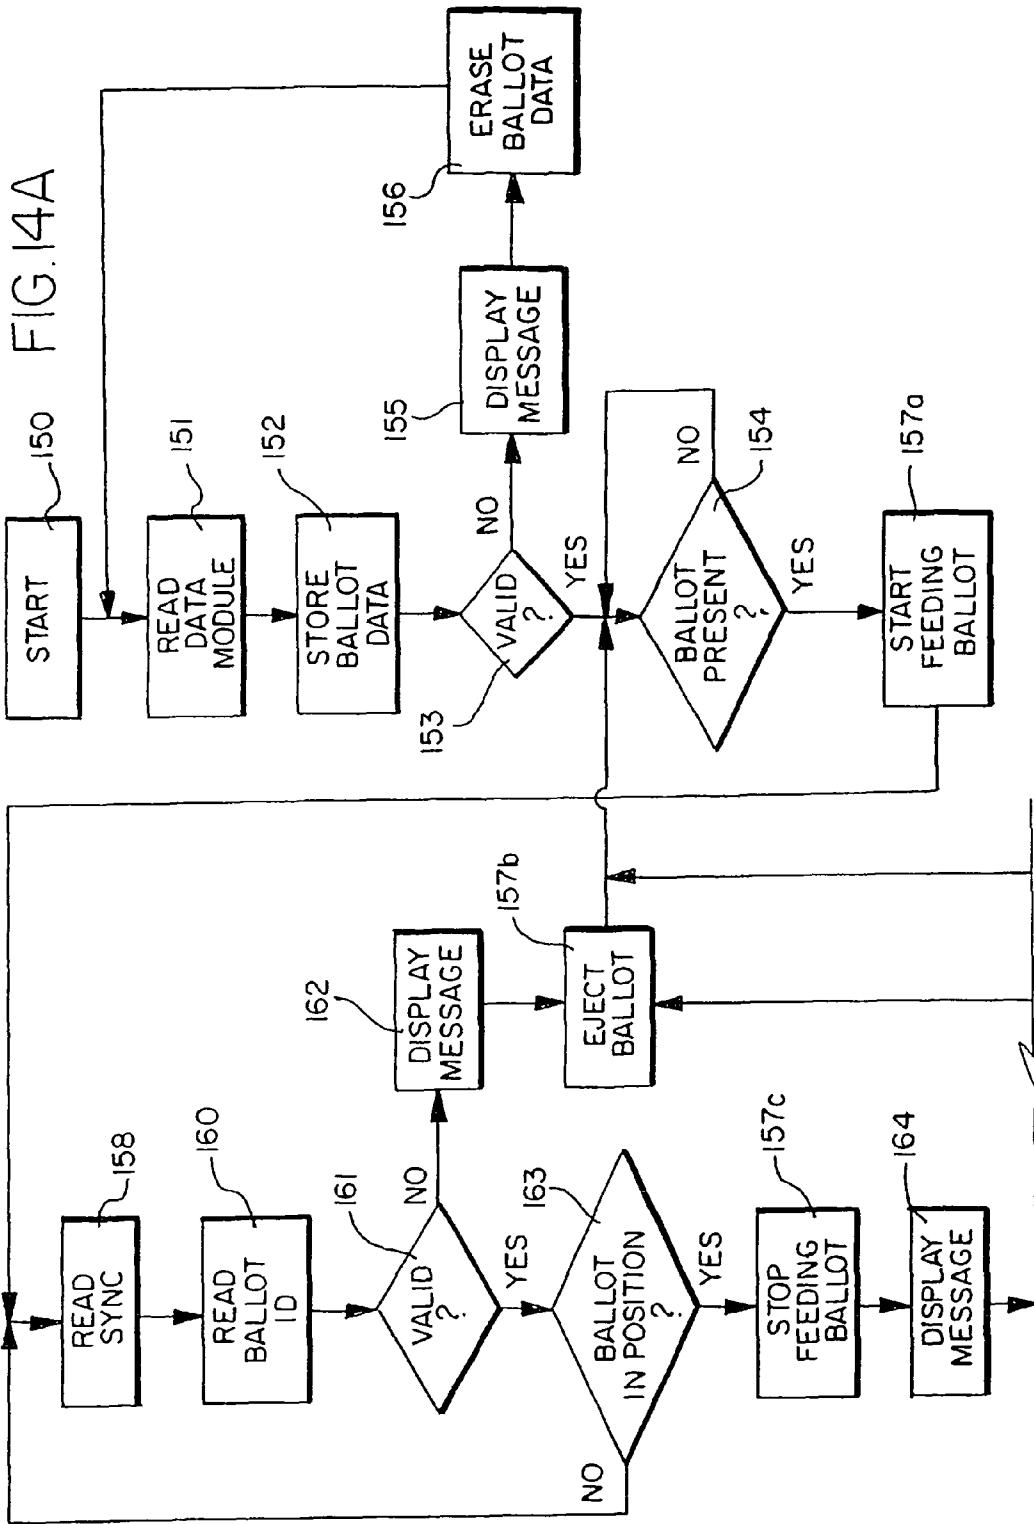 FIG. 14A
START
150
READ
DATA
MODULE
151
STORE
BALLOT
DATA
152
VALID
?
153
NO
YES
DISPLAY
MESSAGE
155
ERASE
BALLOT
DATA
156
BALLOT
PRESENT
?
154
NO
YES
START
FEEDING
BALLOT
157a
READ
SYNC
158
READ
BALLOT
ID
160
VALID
?
161
NO
YES
DISPLAY
MESSAGE
162
EJECT
BALLOT
157b
BALLOT
IN POSITION
?
163
NO
YES
STOP
FEEDING
BALLOT
157c
DISPLAY
MESSAGE
164